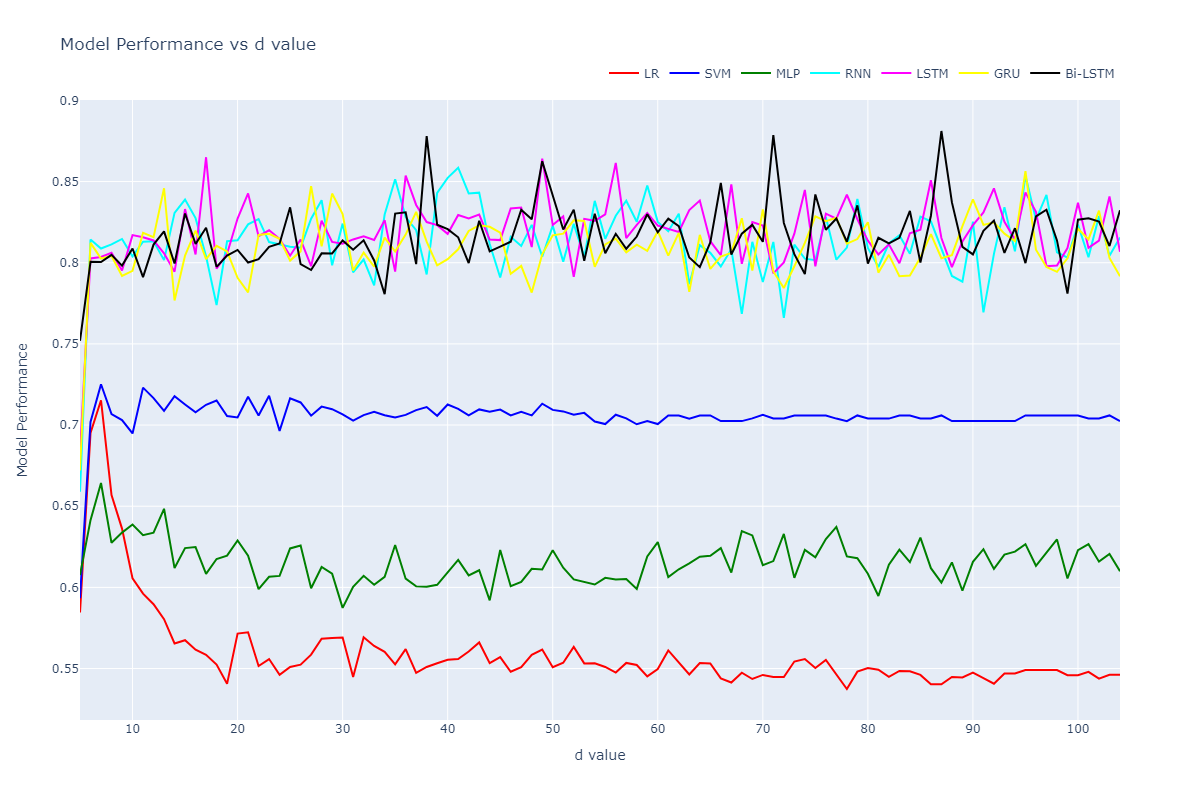 Model Performance vs d value
LR SVM MLP RNN LSTM GRU Bi-LSTM
0.9
0.85
0.8
0.75
0.7
0.65
0.6
0.55
Model Performance
10 20 30 40 50 60 70 80 90 100
d value